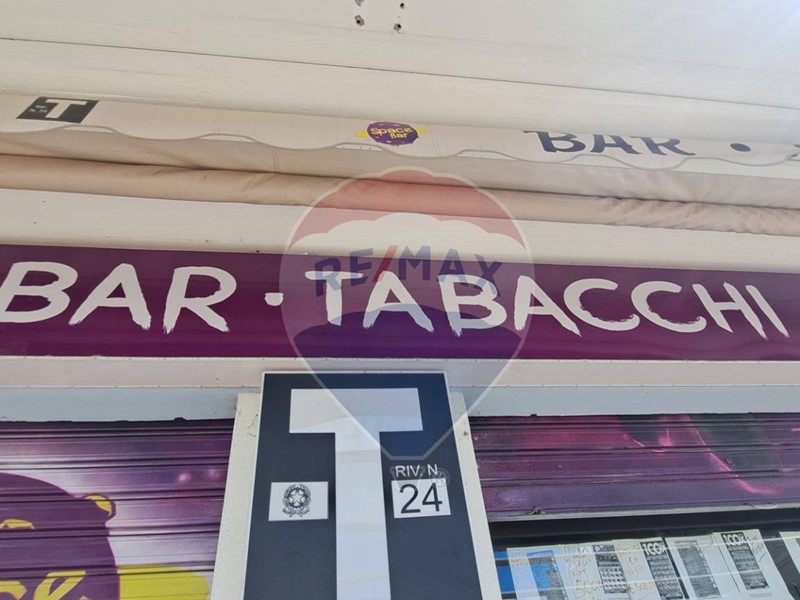 T
Space Bar
BAR •
BAR · TABACCHI
RE/MAX
T
RIV. N.
24